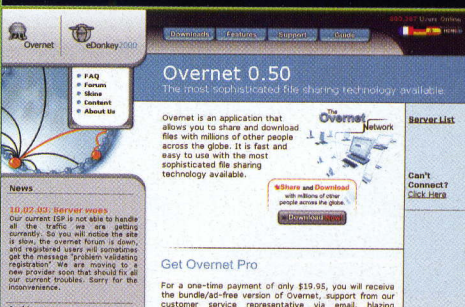 Overnet
eDonkey2000
Downloads
Features
Support
Guide
Users Online
FAQ
Forum
Skins
Content
About Us
Overnet 0.50
The most sophisticated file sharing technology available
Overnet is an application that
allows you to share and download
files with millions of other people
across the globe. It is fast and
easy to use with the most
sophisticated file sharing
technology available.
The
Overnet
Network
Share and Download
with millions of other
people across the globe.
Download
Server List
Can't
Connect?
Click Here
News
10.02.03: Server woes
Our current ISP is not able to handle
all the traffic we are getting
currently. So you will notice the site
is slow, the overnet forum is down,
and registered users will sometimes
get the message "problem validating
registration" We are moving to a
new provider soon that should fix all
our current troubles. Sorry for the
inconvenience.
Get Overnet Pro
For a one-time payment of only $19.95, you will receive
the bundle/ad-free version of Overnet, support from our
customer service representative via email, blazing